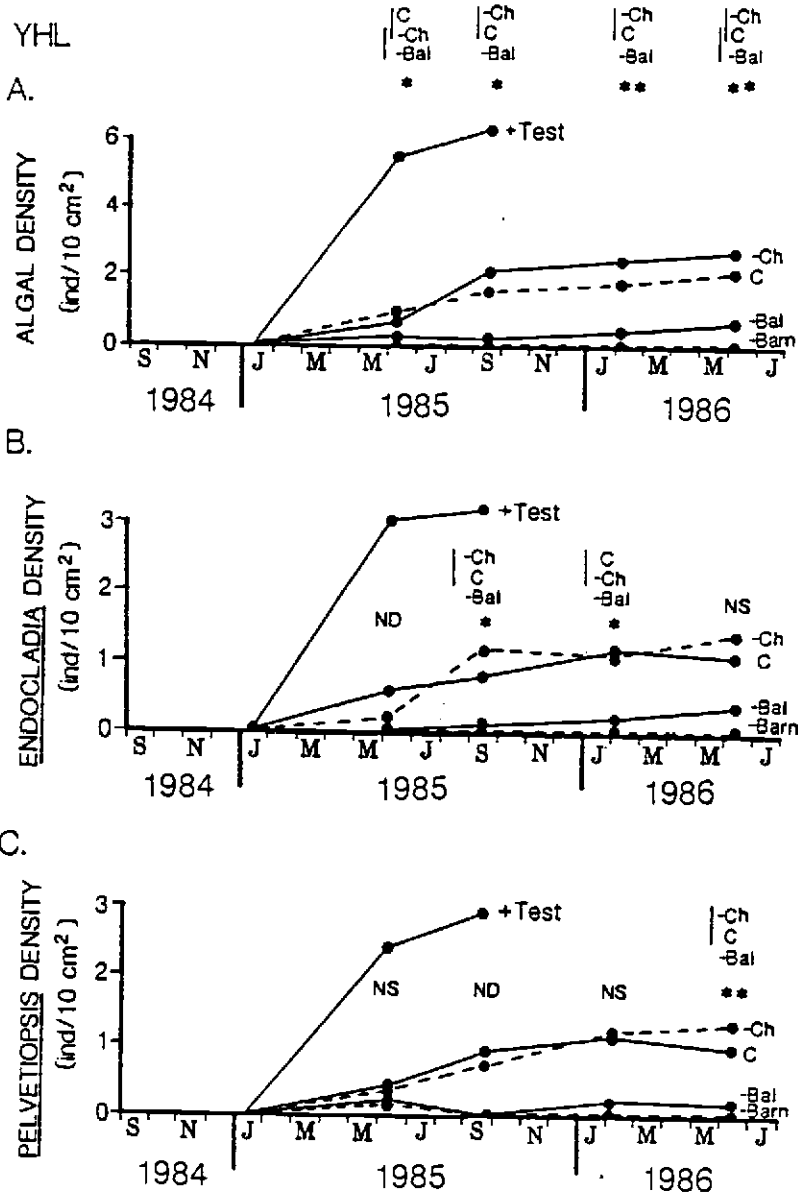 YHL
C -Ch -Ch -Ch
-Ch C C C
-Bal -Bal -Bal -Bal
* * ** **
A.
ALGAL DENSITY
(ind/10 cm²)
6
4
2
0
+Test
-Ch
C
-Bal
-Barn
S N J M M J S N J M M J
1984 1985 1986
B.
ENDOCLADIA DENSITY
(ind/10 cm²)
3
2
1
0
+Test
ND
-Ch
C
-Bal
*
C
-Ch
-Bal
*
NS
-Ch
C
-Bal
-Barn
S N J M M J S N J M M J
1984 1985 1986
C.
PELVETIOPSIS DENSITY
(ind/10 cm²)
3
2
1
0
+Test
NS ND NS
-Ch
C
-Bal
**
-Ch
C
-Bal
-Barn
S N J M M J S N J M M J
1984 1985 1986